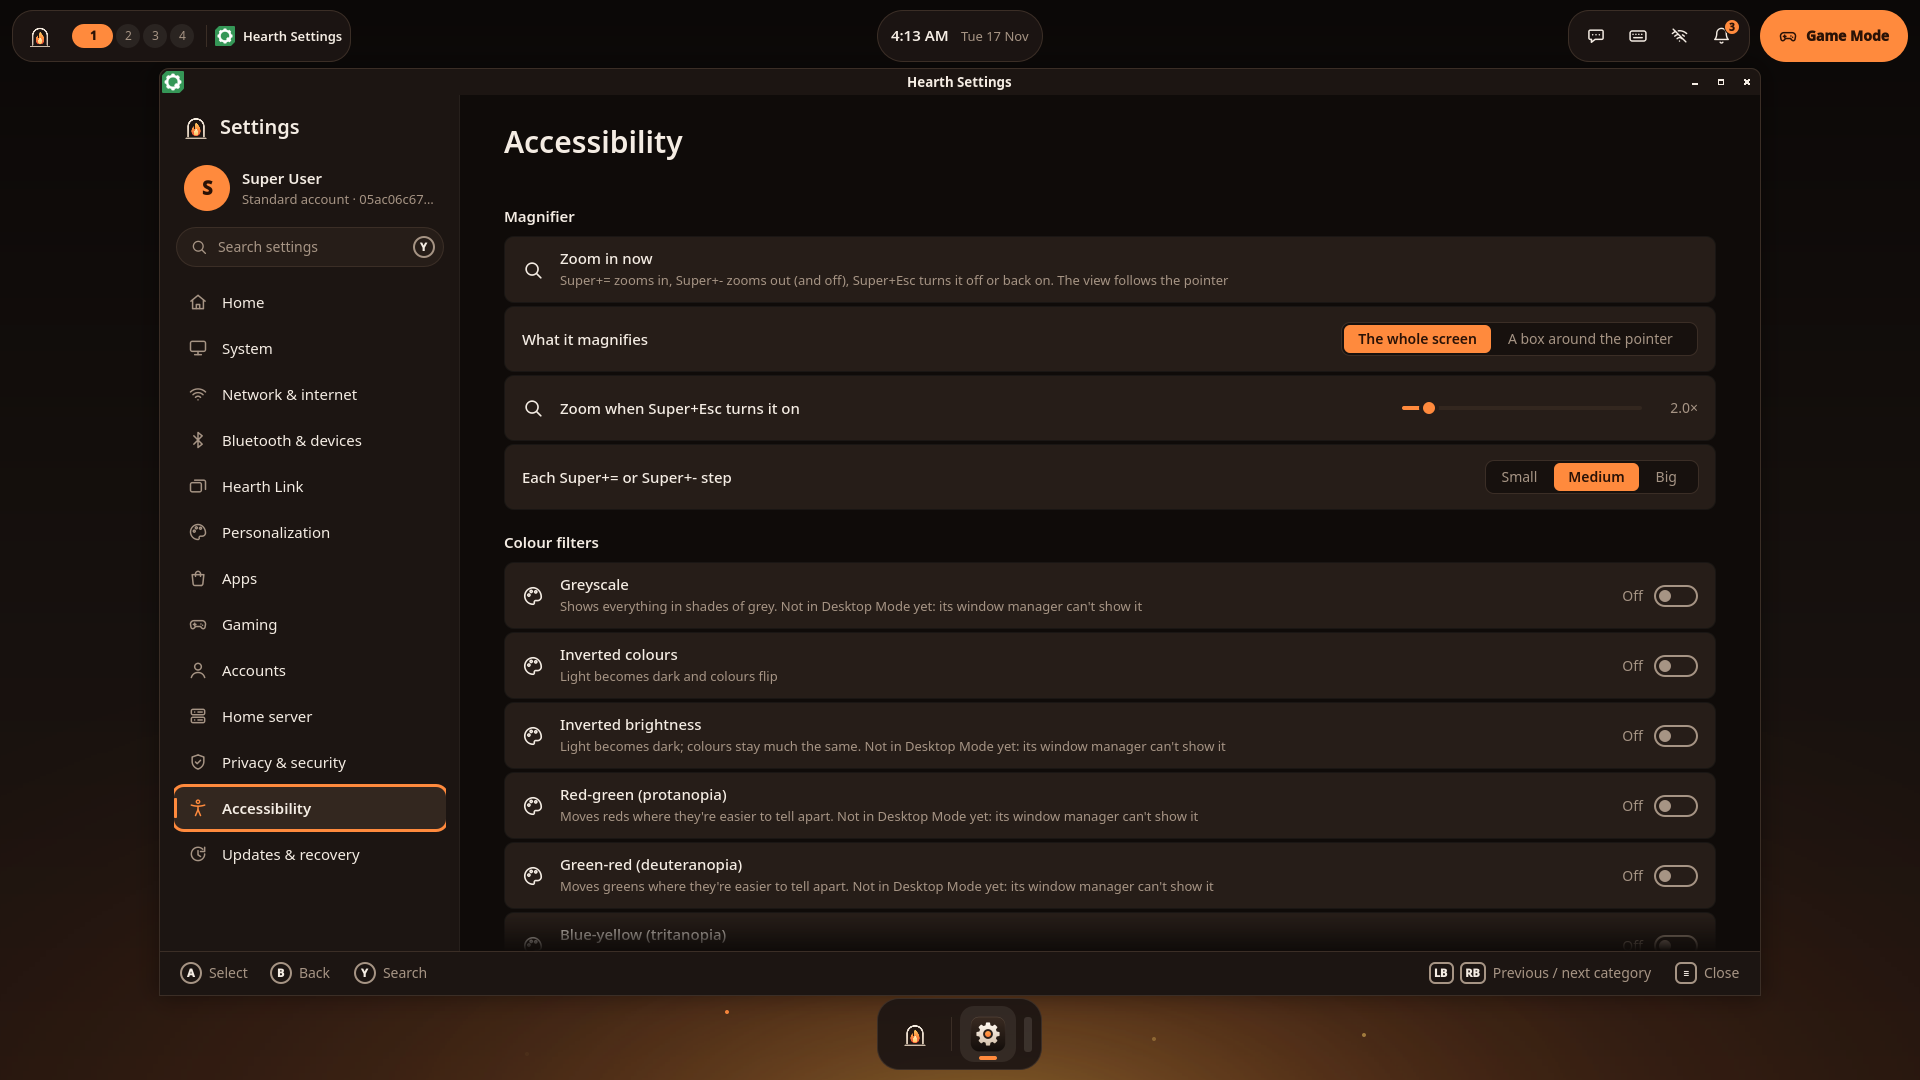 1 2 3 4 Hearth Settings
4:13 AM Tue 17 Nov
3
Game Mode
Hearth Settings
Settings
S
Super User
Standard account · 05ac06c67...
Search settings Y
Home
System
Network & internet
Bluetooth & devices
Hearth Link
Personalization
Apps
Gaming
Accounts
Home server
Privacy & security
Accessibility
Updates & recovery
Accessibility
Magnifier
Zoom in now
Super+= zooms in, Super+- zooms out (and off), Super+Esc turns it off or back on. The view follows the pointer
What it magnifies The whole screen A box around the pointer
Zoom when Super+Esc turns it on 2.0×
Each Super+= or Super+- step Small Medium Big
Colour filters
Greyscale
Shows everything in shades of grey. Not in Desktop Mode yet: its window manager can't show it
Off
Inverted colours
Light becomes dark and colours flip
Off
Inverted brightness
Light becomes dark; colours stay much the same. Not in Desktop Mode yet: its window manager can't show it
Off
Red-green (protanopia)
Moves reds where they're easier to tell apart. Not in Desktop Mode yet: its window manager can't show it
Off
Green-red (deuteranopia)
Moves greens where they're easier to tell apart. Not in Desktop Mode yet: its window manager can't show it
Off
Blue-yellow (tritanopia)
Off
A Select B Back Y Search
LB RB Previous / next category Close